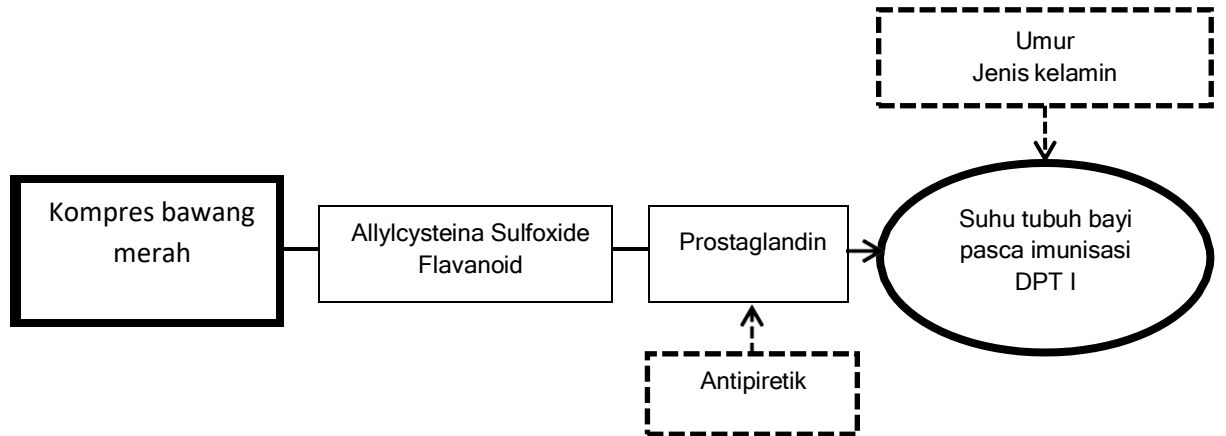 Umur
Jenis kelamin
Kompres bawang
merah
Allylcysteina Sulfoxide
Flavanoid
Prostaglandin
Suhu tubuh bayi
pasca imunisasi
DPT I
Antipiretik